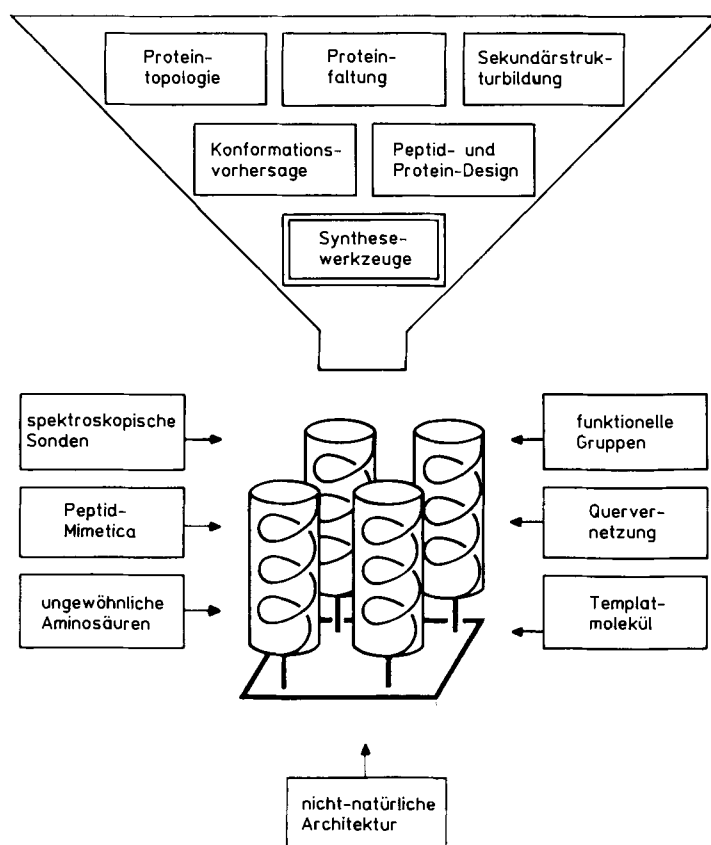 Protein-
topologie
Protein-
faltung
Sekundärstruk-
turbildung
Konformations-
vorhersage
Peptid- und
Protein-Design
Synthese-
werkzeuge
spektroskopische
Sonden
funktionelle
Gruppen
Peptid-
Mimetica
Querver-
netzung
ungewöhnliche
Aminosäuren
Templat-
molekül
nicht-natürliche
Architektur